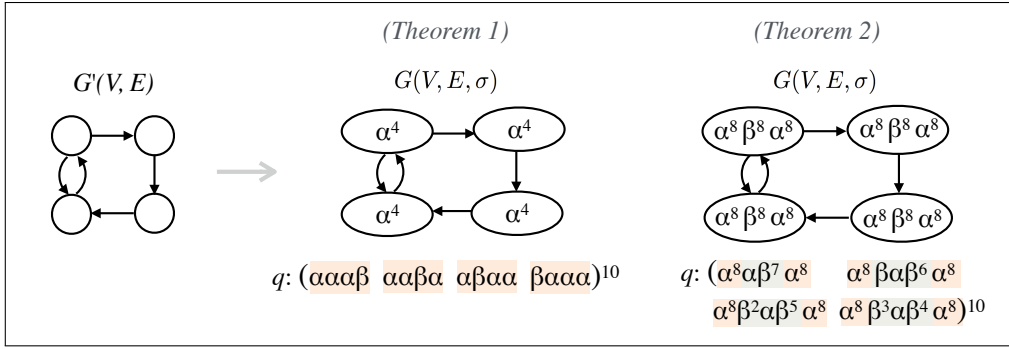 (Theorem 1) (Theorem 2)
G'(V, E) G(V, E, σ) G(V, E, σ)
α⁴ α⁴ α⁸ β⁸ α⁸ α⁸ β⁸ α⁸
α⁴ α⁴ α⁸ β⁸ α⁸ α⁸ β⁸ α⁸
q: (αααβ ααβα αβαα βααα)¹⁰ q: (α⁸αβ⁷ α⁸ α⁸ βαβ⁶ α⁸
α⁸β²αβ⁵ α⁸ α⁸ β³αβ⁴ α⁸)¹⁰